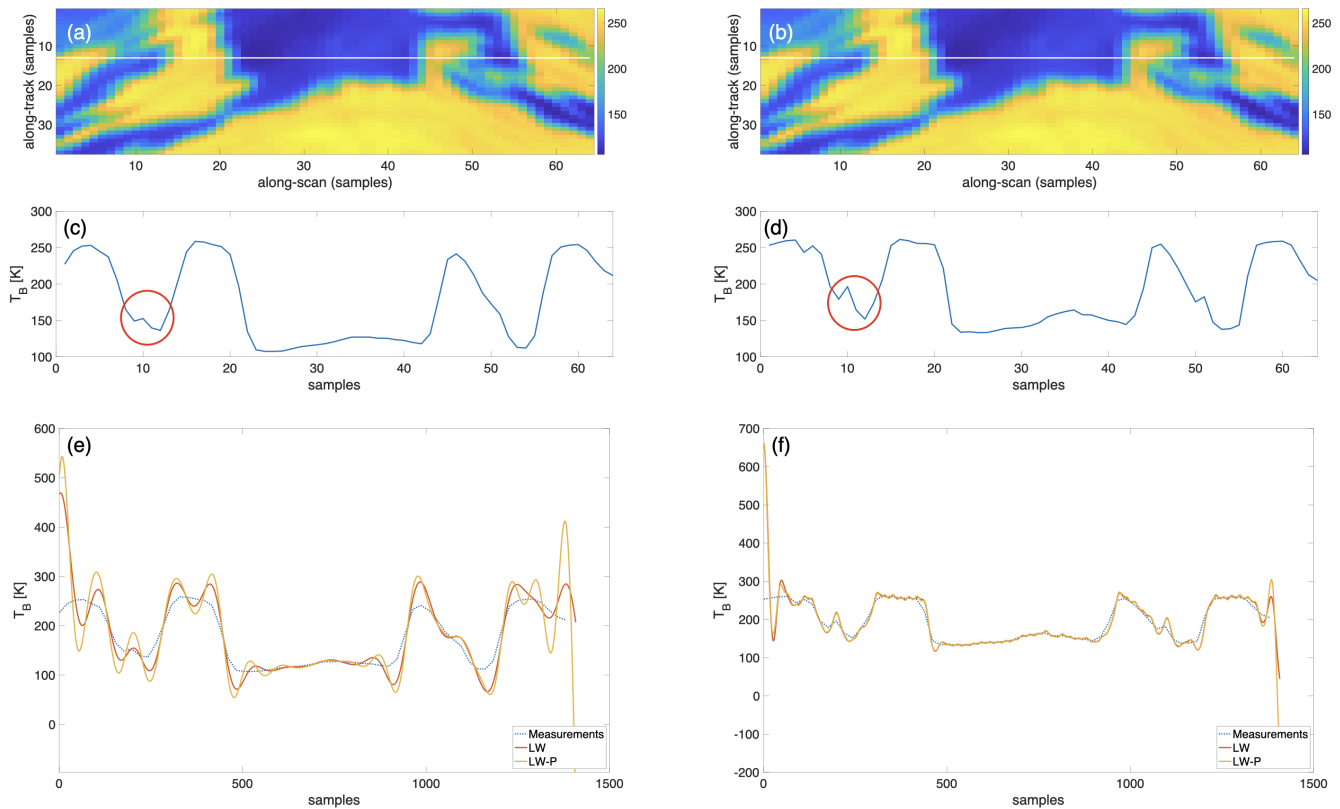 (a)
along-track (samples)
10
20
30
10 20 30 40 50 60
along-scan (samples)
250
200
150
(b)
along-track (samples)
10
20
30
10 20 30 40 50 60
along-scan (samples)
250
200
150
(c)
T_B [K]
300
250
200
150
100
0 10 20 30 40 50 60
samples
(d)
T_B [K]
300
250
200
150
100
0 10 20 30 40 50 60
samples
(e)
T_B [K]
600
500
400
300
200
100
0
0 500 1000 1500
samples
Measurements
LW
LW-P
(f)
T_B [K]
700
600
500
400
300
200
100
0
-100
-200
0 500 1000 1500
samples
Measurements
LW
LW-P